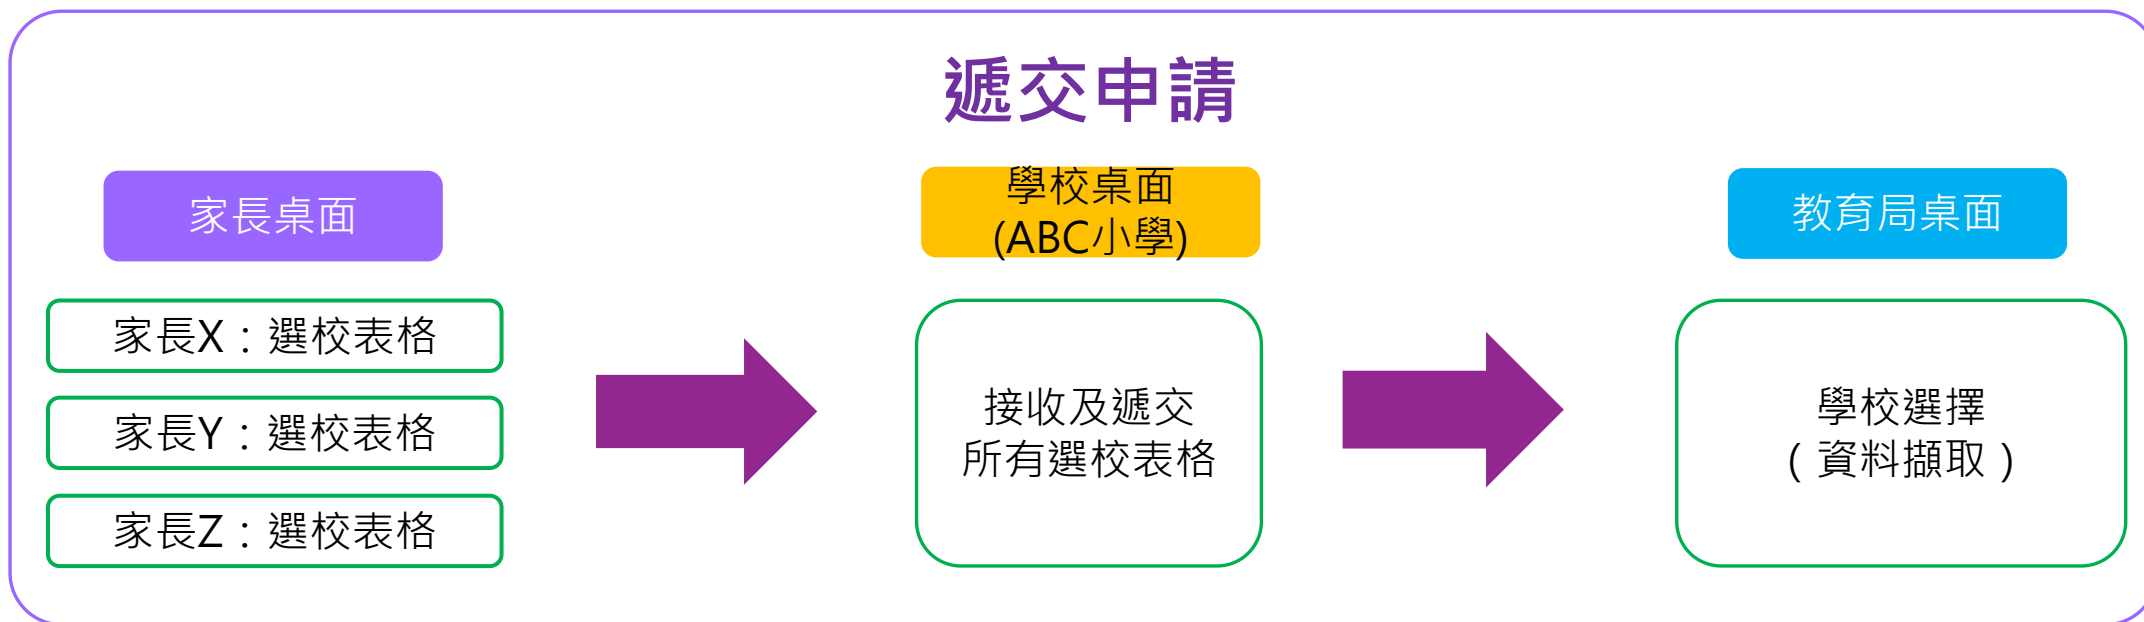 遞交申請
家長桌面
學校桌面
(ABC小學)
教育局桌面
家長X：選校表格
家長Y：選校表格
家長Z：選校表格
接收及遞交
所有選校表格
學校選擇
（資料擷取）